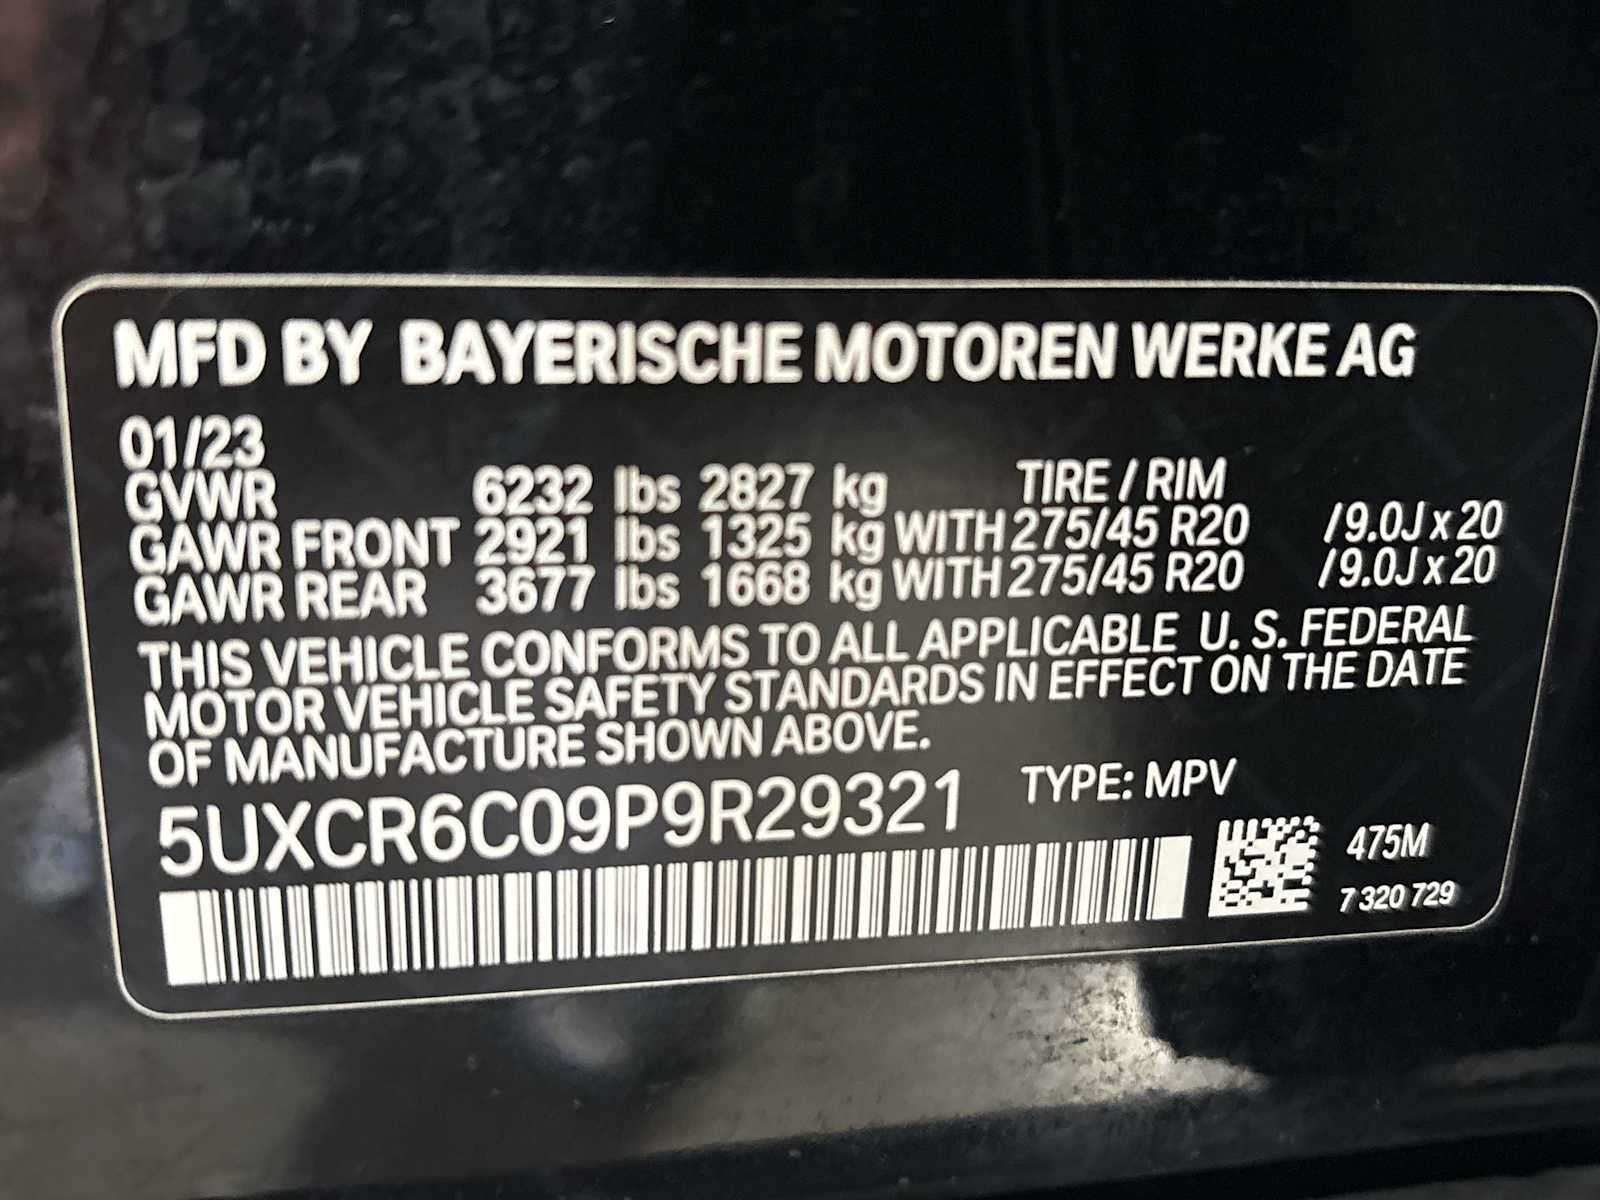 MFD BY BAYERISCHE MOTOREN WERKE AG
01/23
GVWR 6232 lbs 2827 kg TIRE / RIM
GAWR FRONT 2921 lbs 1325 kg WITH 275/45 R20 /9.0J x 20
GAWR REAR 3677 lbs 1668 kg WITH 275/45 R20 /9.0J x 20
THIS VEHICLE CONFORMS TO ALL APPLICABLE U. S. FEDERAL
MOTOR VEHICLE SAFETY STANDARDS IN EFFECT ON THE DATE
OF MANUFACTURE SHOWN ABOVE.
5UXCR6C09P9R29321 TYPE: MPV
475M
7 320 729